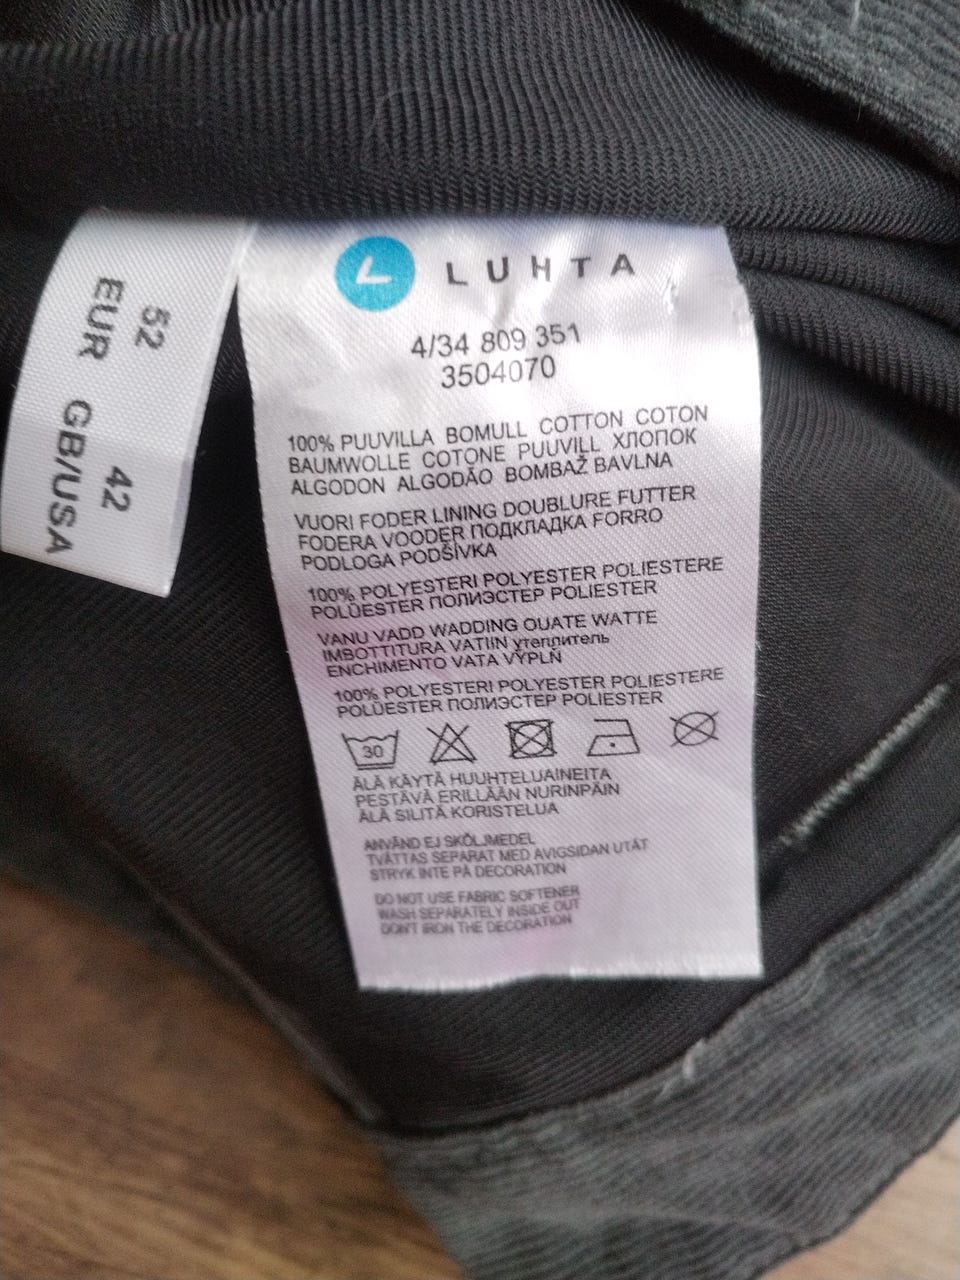 52 42
EUR GB/USA
L LUHTA
4/34 809 351
3504070
100% PUUVILLA BOMULL COTTON COTON
BAUMWOLLE COTONE PUUVILL ХЛОПОК
ALGODON ALGODÃO BOMBAŽ BAVLNA
VUORI FODER LINING DOUBLURE FUTTER
FODERA VOODER ПОДКЛАДКА FORRO
PODLOGA PODŠÍVKA
100% POLYESTERI POLYESTER POLIESTERE
POLÜESTER ПОЛИЭСТЕР POLIESTER
VANU VADD WADDING OUATE WATTE
IMBOTTITURA VATIIN утеплитель
ENCHIMENTO VATA VÝPLŇ
100% POLYESTERI POLYESTER POLIESTERE
POLÜESTER ПОЛИЭСТЕР POLIESTER
30
ÄLÄ KÄYTÄ HUUHTELUAINEITA
PESTÄVÄ ERILLÄÄN NURINPÄIN
ÄLÄ SILITÄ KORISTELUA
ANVÄND EJ SKÖLJMEDEL
TVÄTTAS SEPARAT MED AVIGSIDAN UTÅT
STRYK INTE PÅ DECORATION
DO NOT USE FABRIC SOFTENER
WASH SEPARATELY INSIDE OUT
DON'T IRON THE DECORATION